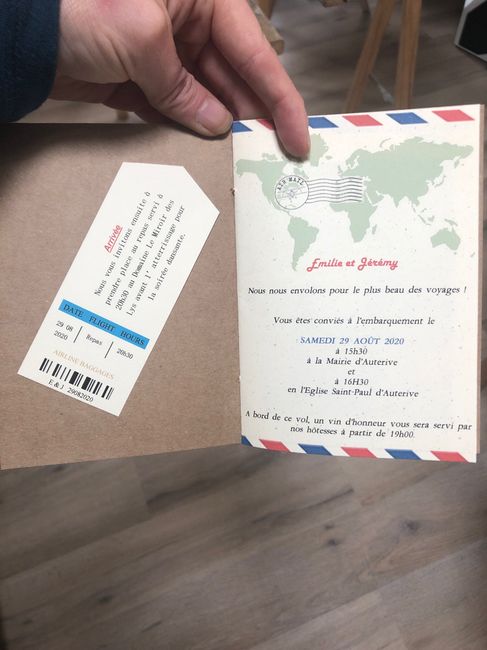 Arrivée
Nous vous invitons ensuite à
prendre place au repas servi à
20h30 au Domaine Le Miroir des
Lys avant l' atterrissage pour
la soirée dansante.
DATE FLIGHT HOURS
29 08
2020
Repas
20h30
AIRLINE BAGGAGES
E & J 29082020
AIR MAIL
Emilie et Jérémy
Nous nous envolons pour le plus beau des voyages !
Vous êtes conviés à l'embarquement le
SAMEDI 29 AOÛT 2020
à 15h30
à la Mairie d'Auterive
et
à 16H30
en l'Eglise Saint-Paul d'Auterive
A bord de ce vol, un vin d'honneur vous sera servi par
nos hôtesses à partir de 19h00.